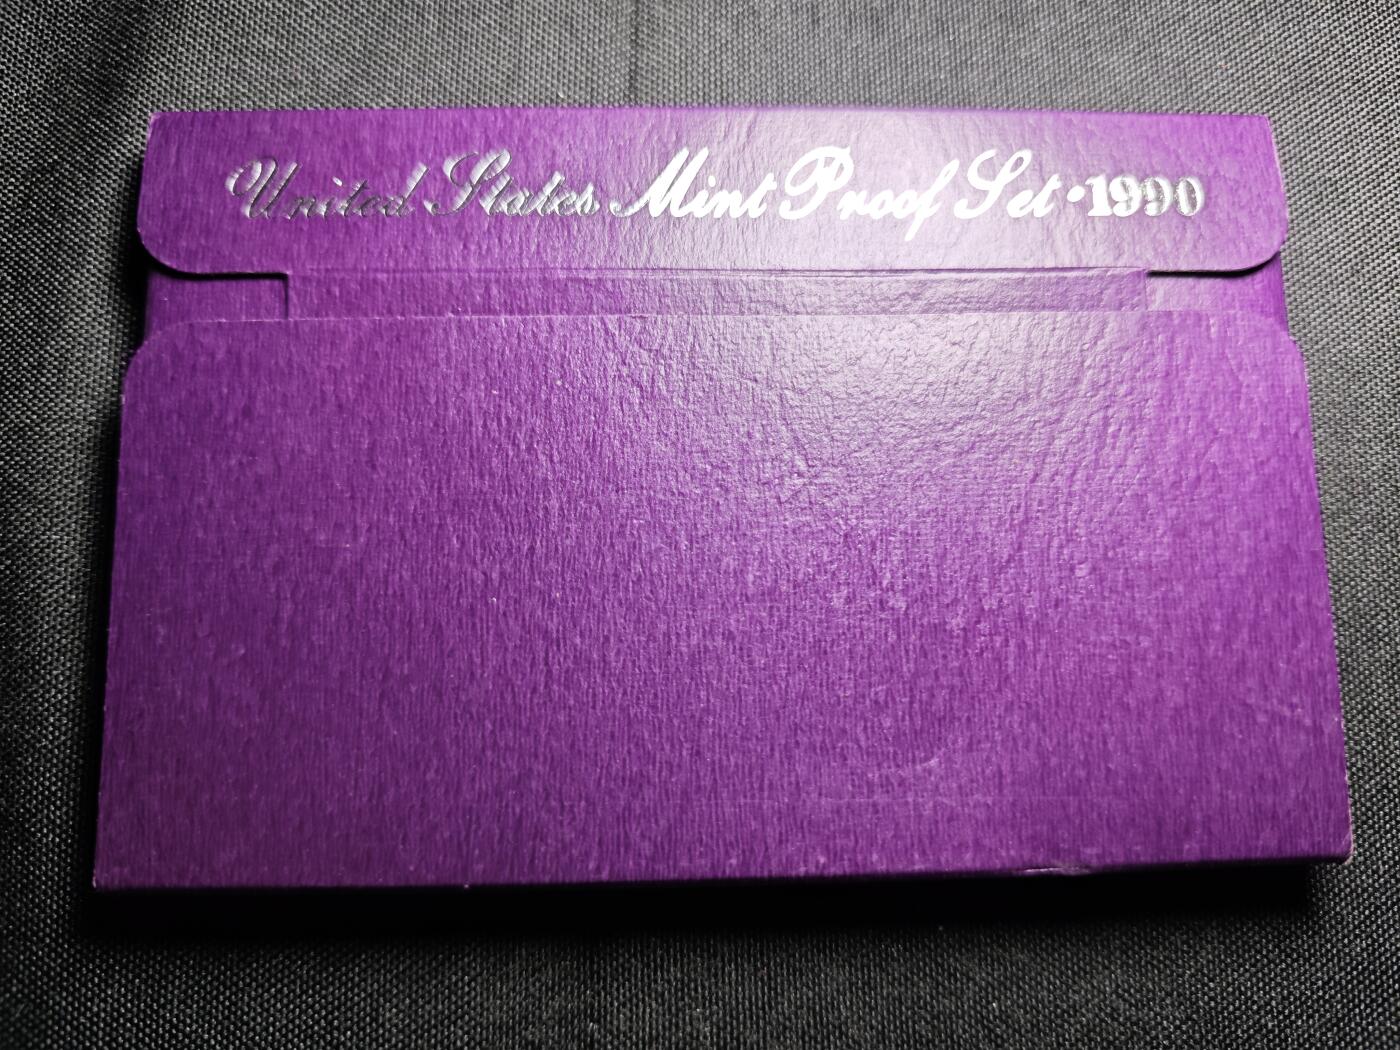 United States Mint Proof Set • 1990